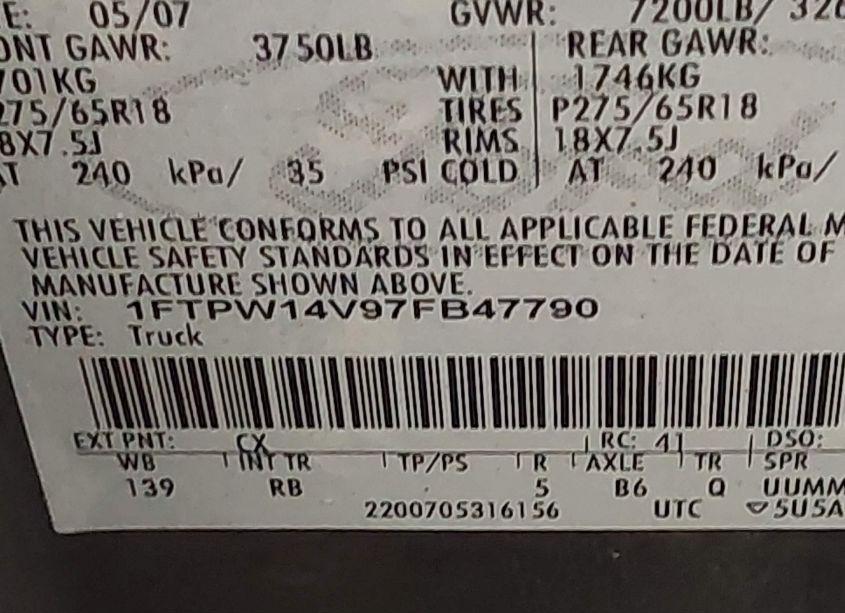 E: 05/07 GVWR: 7200LB/ 326
ONT GAWR: 3750LB REAR GAWR:
701KG WITH 1746KG
275/65R18 TIRES P275/65R18
8X7.5J RIMS 18X7.5J
AT 240 kPa/ 35 PSI COLD AT 240 kPa/
THIS VEHICLE CONFORMS TO ALL APPLICABLE FEDERAL M
VEHICLE SAFETY STANDARDS IN EFFECT ON THE DATE OF
MANUFACTURE SHOWN ABOVE.
VIN: 1FTPW14V97FB47790
TYPE: Truck
EXT PNT: CX RC: 41 DSO:
WB INT TR TP/PS R AXLE TR SPR
139 RB 5 B6 Q UUMM
2200705316156 UTC 5U5A